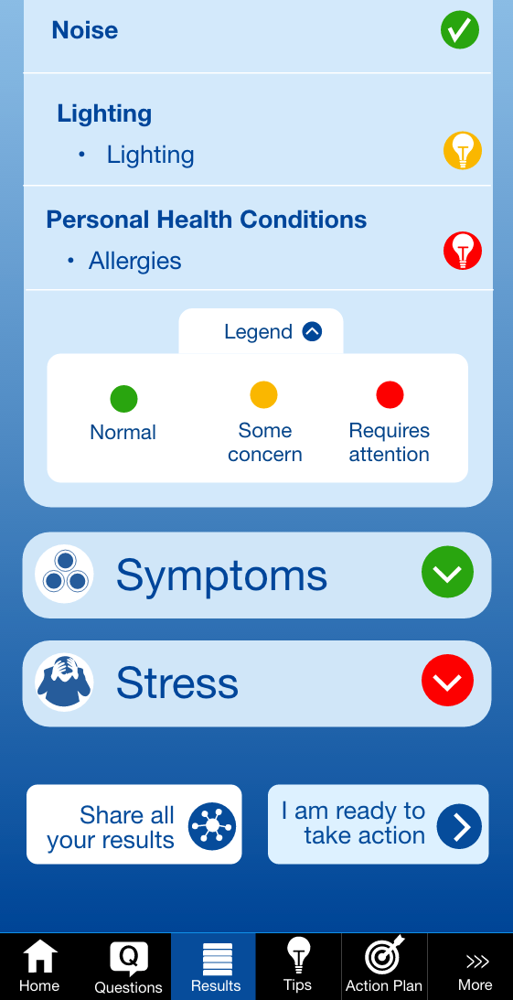 Noise
Lighting
• Lighting
T
Personal Health Conditions
• Allergies
T
Legend
Normal
Some
concern
Requires
attention
Symptoms
Stress
Share all
your results
I am ready to
take action
Q
T
Home
Questions
Results
Tips
Action Plan
More